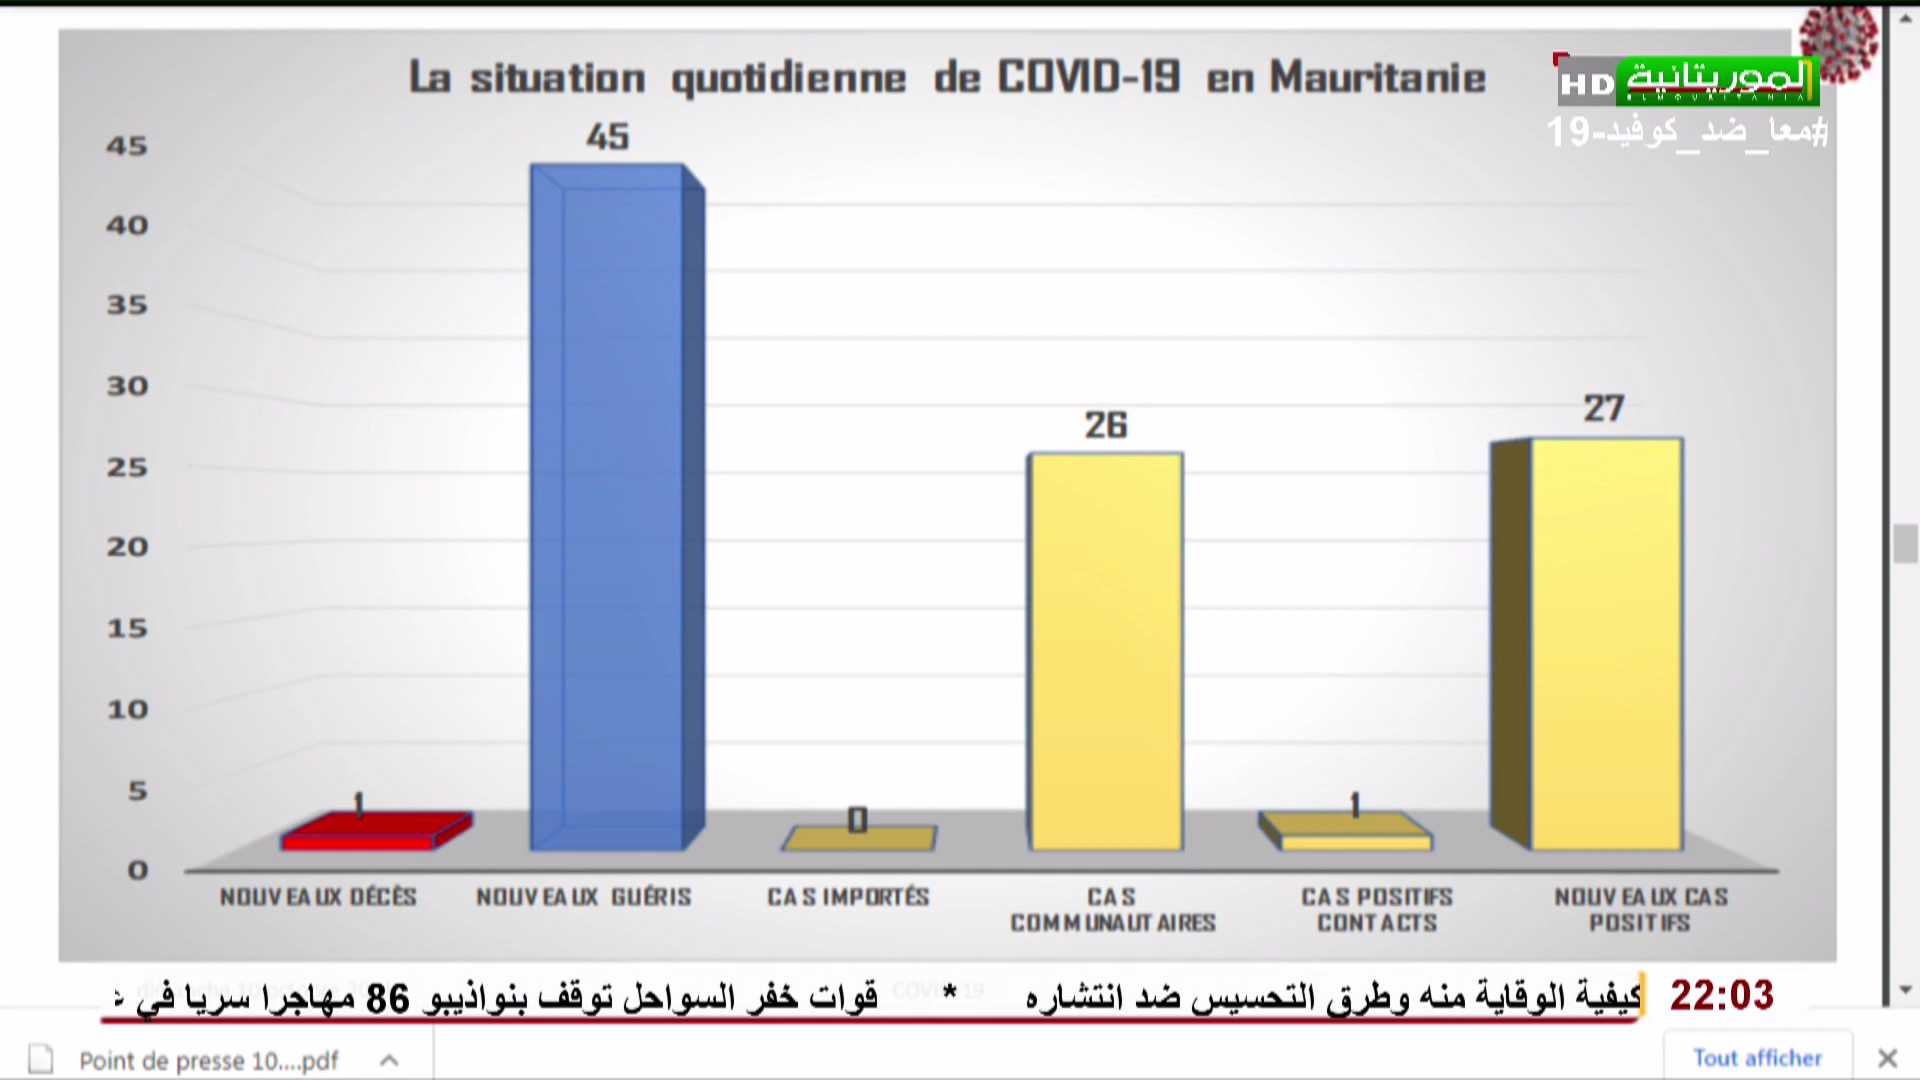 La situation quotidienne de COVID-19 en Mauritanie
HD الموريتانية
ELMOURITANIA
#معا_ضد_كوفيد-19
45
40
35
30
25
20
15
10
5
0
1
45
0
26
1
27
NOUVEAUX DÉCÈS
NOUVEAUX GUÉRIS
CAS IMPORTÉS
CAS
COMMUNAUTAIRES
CAS POSITIFS
CONTACTS
NOUVEAUX CAS
POSITIFS
كيفية الوقاية منه وطرق التحسيس ضد انتشاره * قوات خفر السواحل توقف بنواذيبو 86 مهاجرا سريا في
22:03
COVID-19
Point de presse 10....pdf
Tout afficher